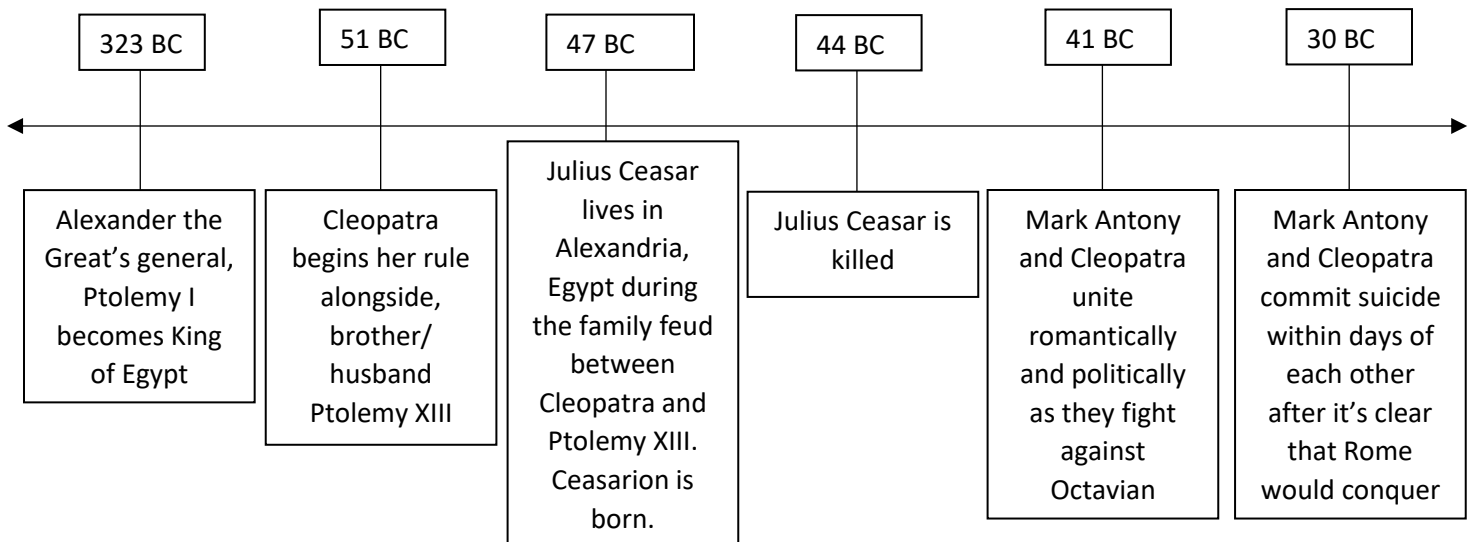 323 BC
51 BC
47 BC
44 BC
41 BC
30 BC
Alexander the
Great’s general,
Ptolemy I
becomes King
of Egypt
Cleopatra
begins her rule
alongside,
brother/
husband
Ptolemy XIII
Julius Ceasar
lives in
Alexandria,
Egypt during
the family feud
between
Cleopatra and
Ptolemy XIII.
Ceasarion is
born.
Julius Ceasar is
killed
Mark Antony
and Cleopatra
unite
romantically
and politically
as they fight
against
Octavian
Mark Antony
and Cleopatra
commit suicide
within days of
each other
after it’s clear
that Rome
would conquer